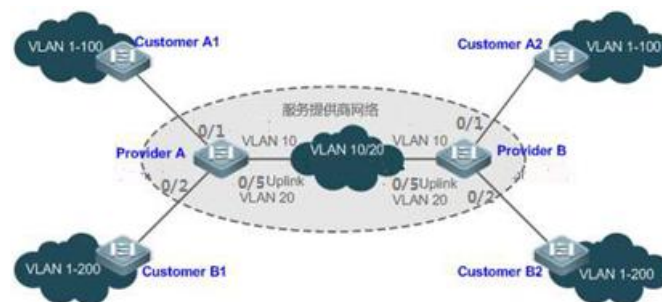 VLAN 1-100
Customer A1
Customer A2
VLAN 1-100
服务提供商网络
0/1
0/1
VLAN 10
VLAN 10/20
VLAN 10
Provider A
Provider B
0/2
0/5 Uplink
VLAN 20
0/5 Uplink
VLAN 20
0/2
VLAN 1-200
Customer B1
Customer B2
VLAN 1-200